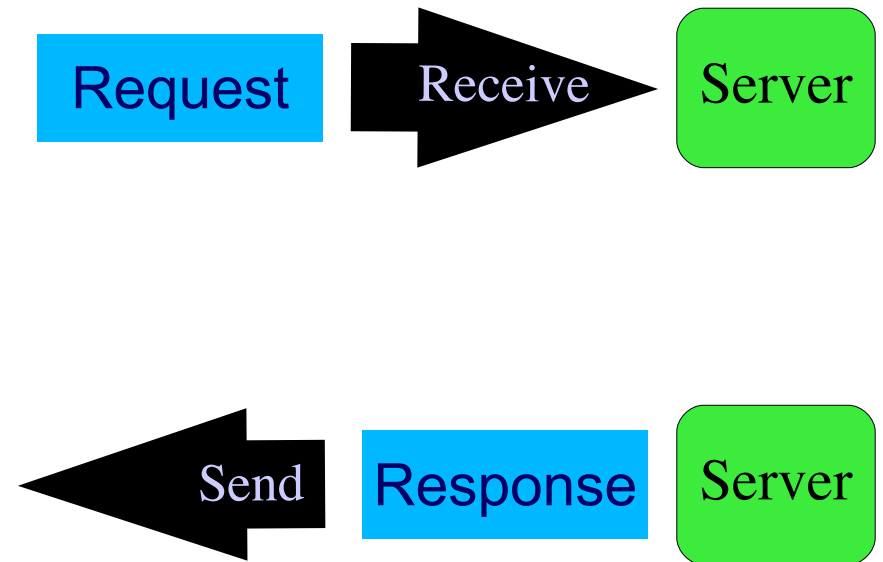 Request
Receive
Server
Send
Response
Server